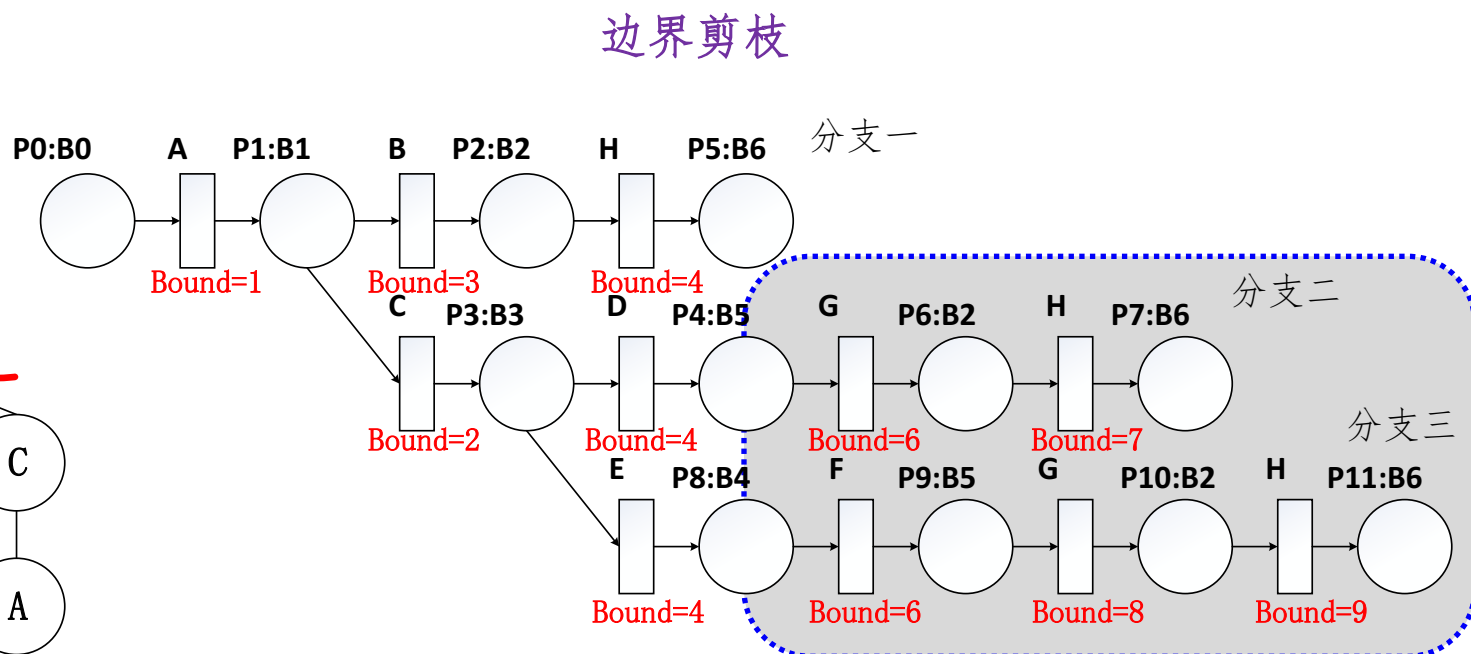 边界剪枝
P0:B0 A P1:B1 B P2:B2 H P5:B6 分支一
Bound=1 Bound=3 Bound=4
分支二
C P3:B3 D P4:B5 G P6:B2 H P7:B6
Bound=2 Bound=4 Bound=6 Bound=7
分支三
C
E P8:B4 F P9:B5 G P10:B2 H P11:B6
Bound=4 Bound=6 Bound=8 Bound=9
A